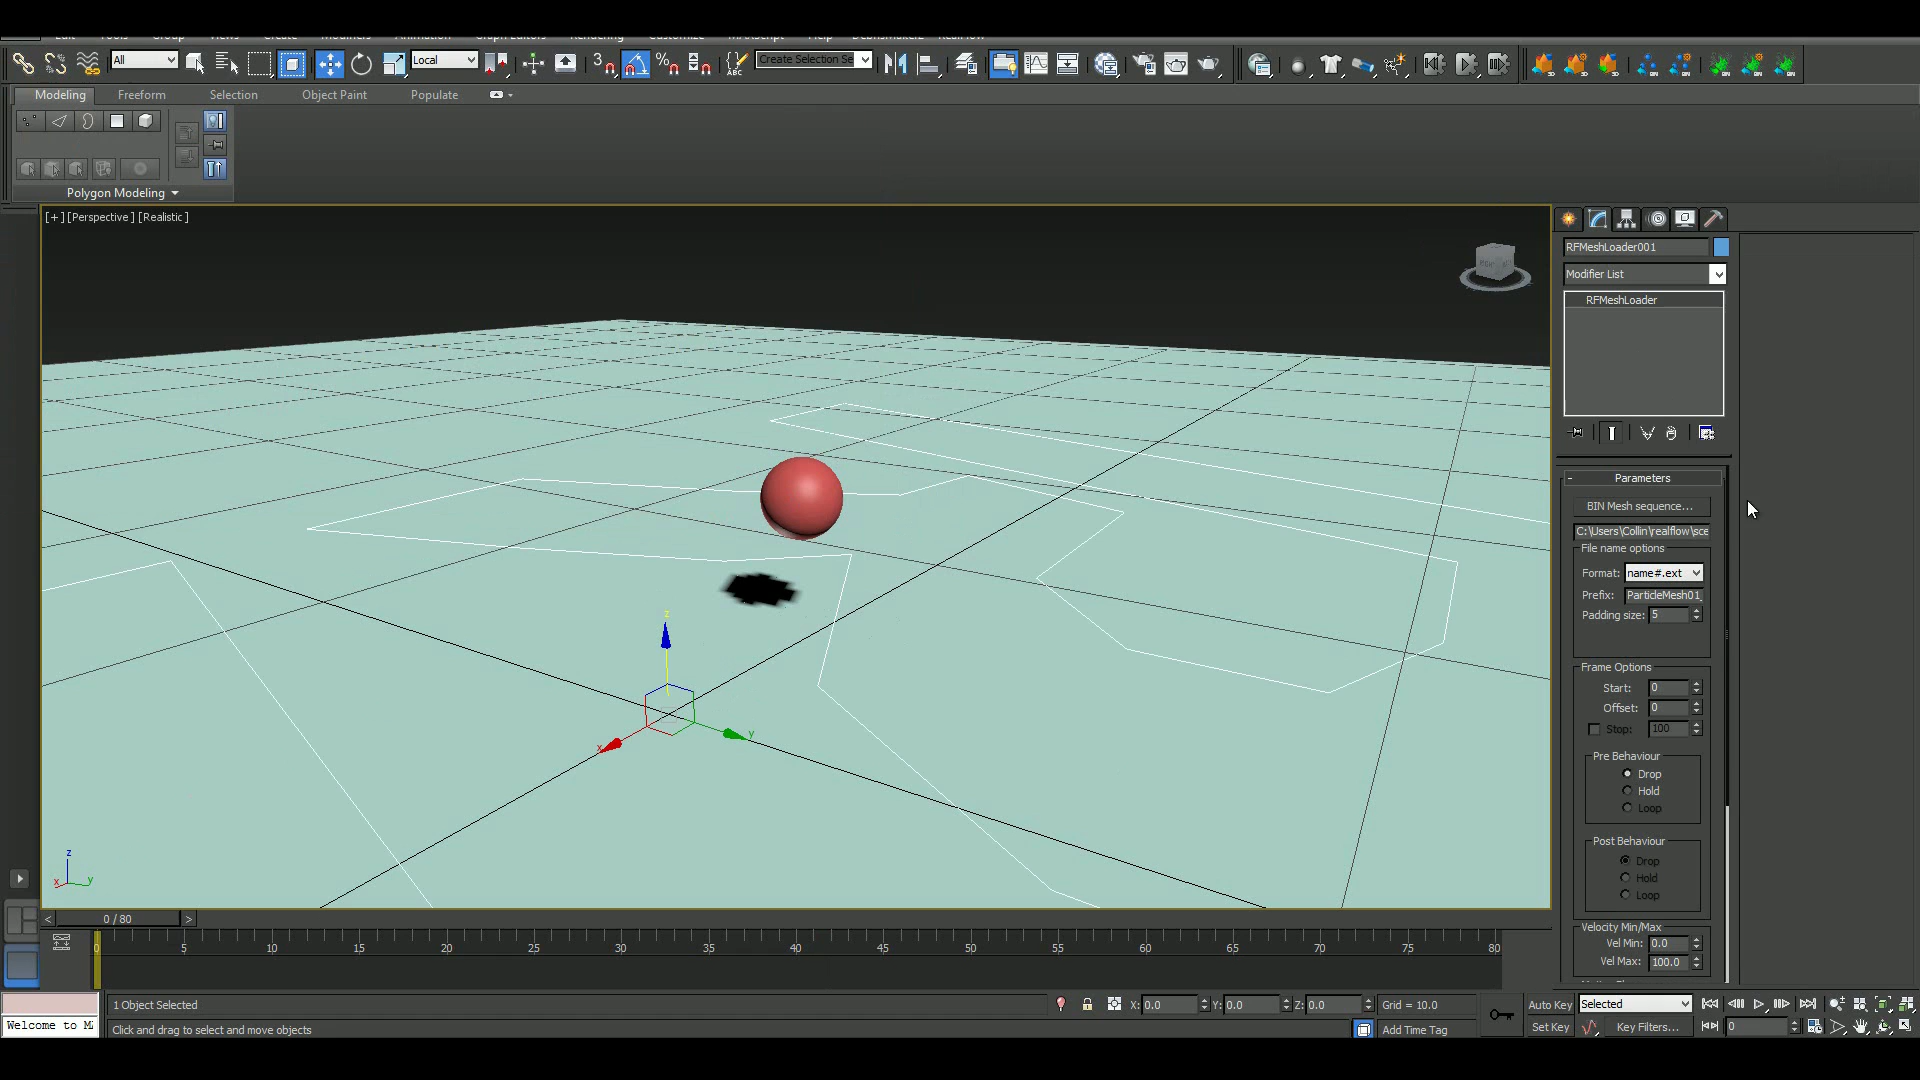 Edit Tools Group Views Create Modifiers Animation Graph Editors Rendering Customize MAXScript Help RealFlow
All
Local
3
%
ABC
Create Selection Se
Modeling Freeform Selection Object Paint Populate
Polygon Modeling
[+] [Perspective ] [Realistic ]
RFMeshLoader001
Modifier List
RFMeshLoader
- Parameters
BIN Mesh sequence...
C:\Users\Collin\realflow\sce
File name options
Format: name#.ext
Prefix: ParticleMesh01_
Padding size: 5
Frame Options
Start: 0
Offset: 0
Stop: 100
Pre Behaviour
Drop
Hold
Loop
Post Behaviour
Drop
Hold
Loop
Velocity Min/Max
Vel Min: 0.0
Vel Max: 100.0
z
x
y
z
x
y
< 0 / 80 >
0 5 10 15 20 25 30 35 40 45 50 55 60 65 70 75 80
1 Object Selected
X: 0.0 Y: 0.0 Z: 0.0 Grid = 10.0
Auto Key Selected
Welcome to M
Click and drag to select and move objects
Add Time Tag
Set Key Key Filters... 0